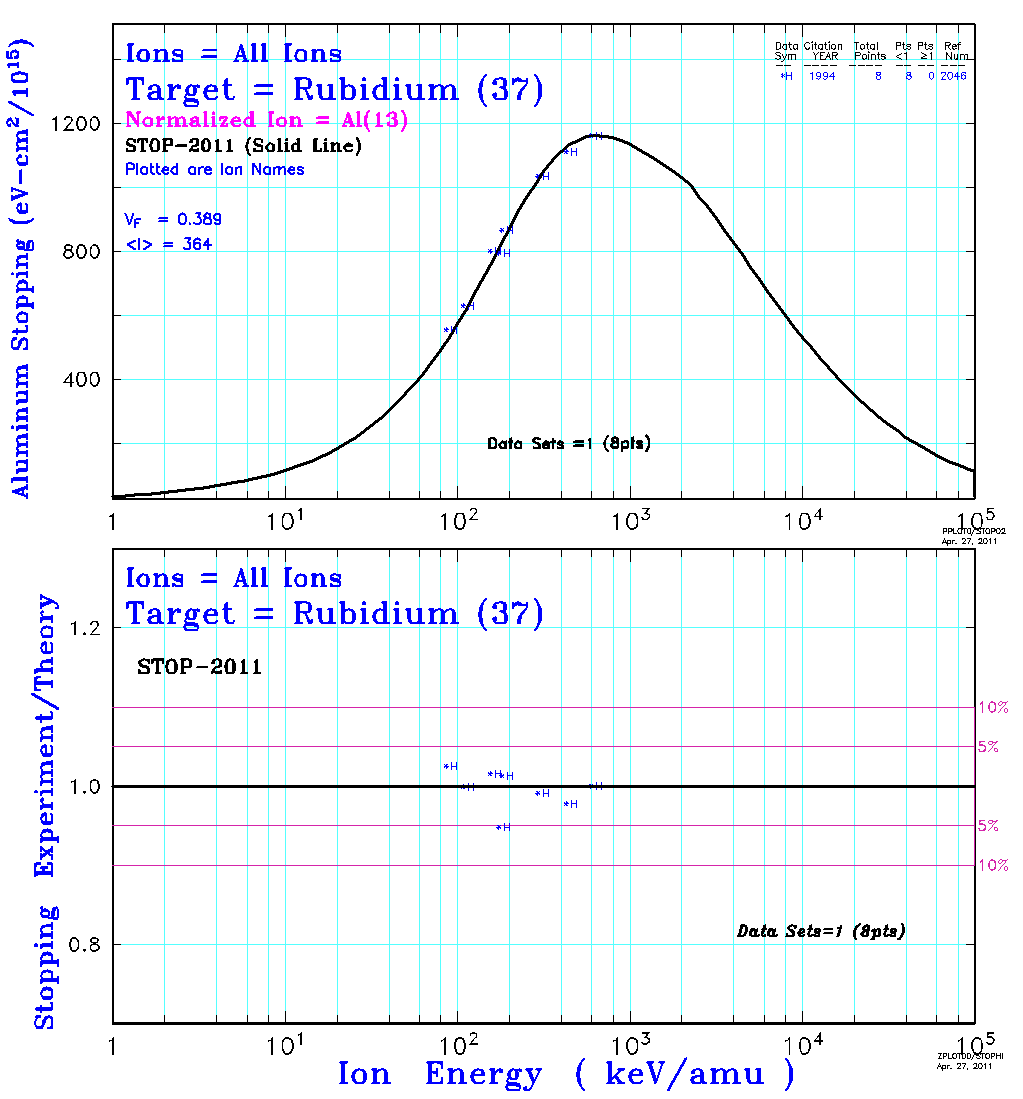 Ions = All Ions
Target = Rubidium (37)
Normalized Ion = Al(13)
STOP-2011 (Solid Line)
Plotted are Ion Names
V_F = 0.389
<I> = 364
Data Citation Total Pts Pts Ref
Sym YEAR Points <1 ≥1 Num
*H 1994 8 8 0 2046
Aluminum Stopping (eV-cm²/10¹⁵)
1200
800
400
*H *H *H *H *H *H *H *H
Data Sets =1 (8pts)
1 10¹ 10² 10³ 10⁴ 10⁵
PPLOT0/STOP02
Apr. 27, 2011
Ions = All Ions
Target = Rubidium (37)
STOP-2011
Stopping Experiment/Theory
1.2
1.0
0.8
10%
5%
5%
10%
*H *H *H *H *H *H *H *H
Data Sets=1 (8pts)
1 10¹ 10² 10³ 10⁴ 10⁵
Ion Energy ( keV/amu )
Apr. 27, 2011